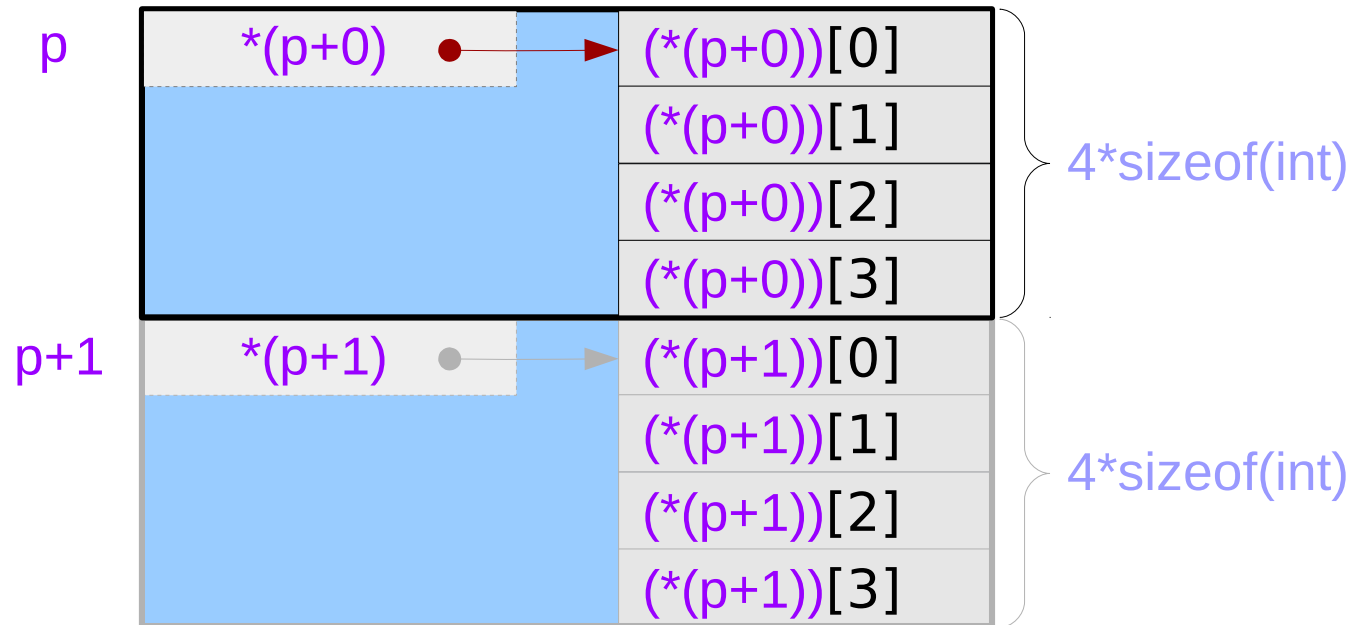 p *(p+0) (*(p+0))[0]
(*(p+0))[1]
4*sizeof(int)
(*(p+0))[2]
(*(p+0))[3]
p+1 *(p+1) (*(p+1))[0]
(*(p+1))[1]
4*sizeof(int)
(*(p+1))[2]
(*(p+1))[3]